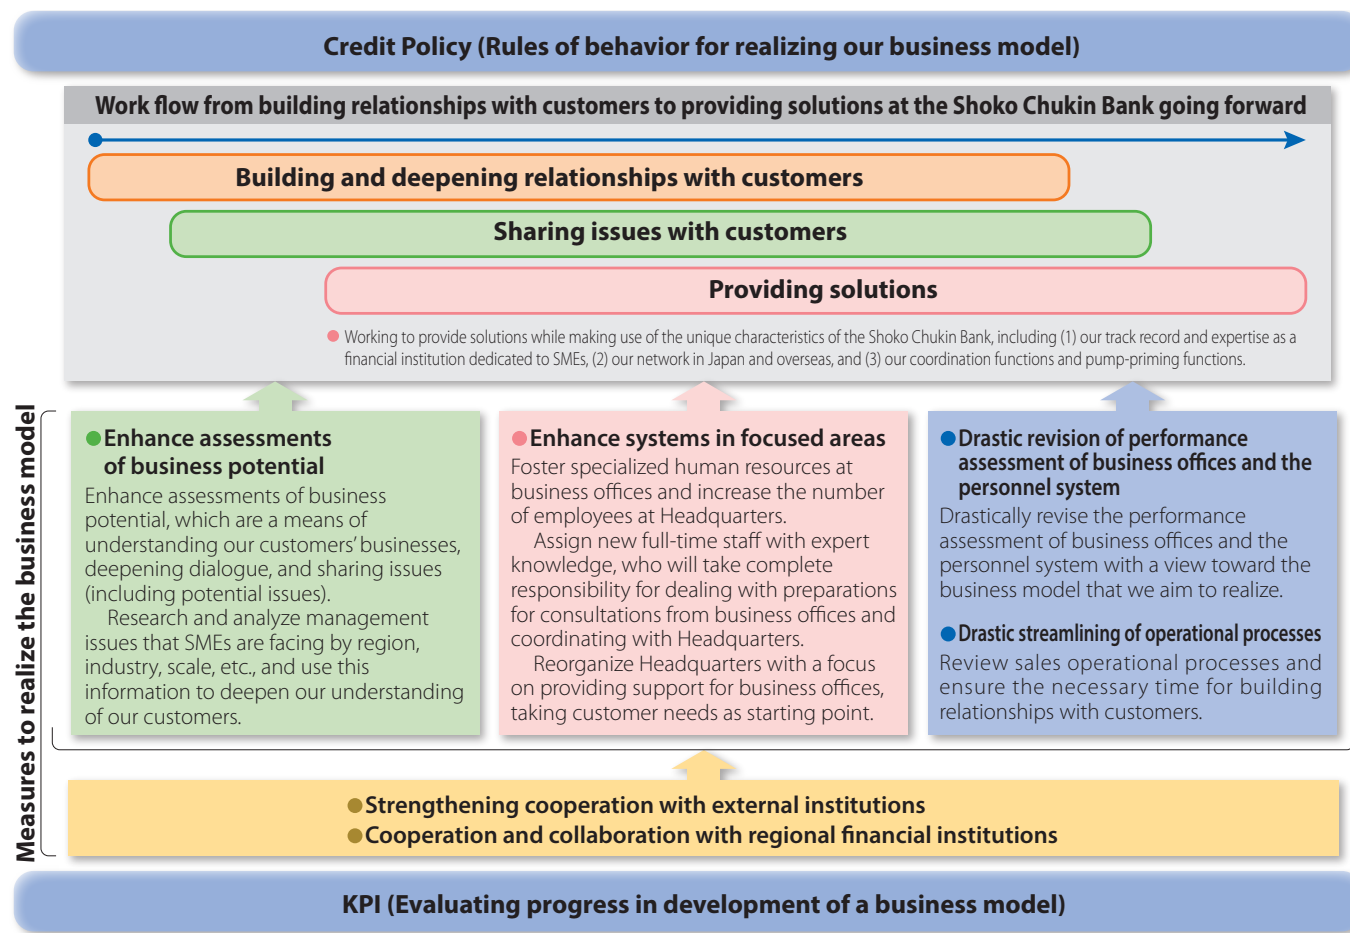 Credit Policy (Rules of behavior for realizing our business model)
Work flow from building relationships with customers to providing solutions at the Shoko Chukin Bank going forward
Building and deepening relationships with customers
Sharing issues with customers
Providing solutions
● Working to provide solutions while making use of the unique characteristics of the Shoko Chukin Bank, including (1) our track record and expertise as a
financial institution dedicated to SMEs, (2) our network in Japan and overseas, and (3) our coordination functions and pump-priming functions.
Measures to realize the business model
● Enhance assessments
of business potential
Enhance assessments of business
potential, which are a means of
understanding our customers' businesses,
deepening dialogue, and sharing issues
(including potential issues).
Research and analyze management
issues that SMEs are facing by region,
industry, scale, etc., and use this
information to deepen our understanding
of our customers.
● Enhance systems in focused areas
Foster specialized human resources at
business offices and increase the number
of employees at Headquarters.
Assign new full-time staff with expert
knowledge, who will take complete
responsibility for dealing with preparations
for consultations from business offices and
coordinating with Headquarters.
Reorganize Headquarters with a focus
on providing support for business offices,
taking customer needs as starting point.
● Drastic revision of performance
assessment of business offices and the
personnel system
Drastically revise the performance
assessment of business offices and the
personnel system with a view toward the
business model that we aim to realize.
● Drastic streamlining of operational processes
Review sales operational processes and
ensure the necessary time for building
relationships with customers.
● Strengthening cooperation with external institutions
● Cooperation and collaboration with regional financial institutions
KPI (Evaluating progress in development of a business model)